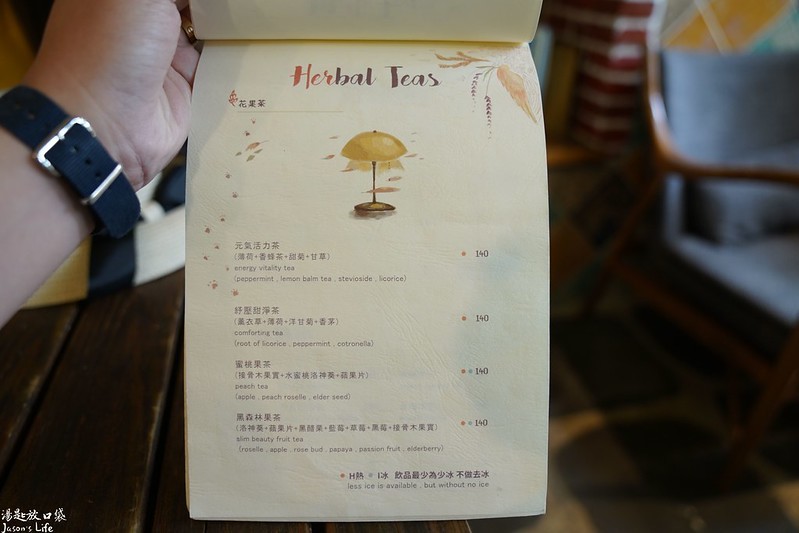 Herbal Teas
花果茶
元氣活力茶
(薄荷+香蜂茶+甜菊+甘草)
140
energy vitality tea
(peppermint , lemon balm tea , stevioside , licorice)
紓壓甜淨茶
(薰衣草+薄荷+洋甘菊+香茅)
140
comforting tea
(root of licorice , peppermint , cotronella)
蜜桃果茶
(接骨木果實+水蜜桃洛神葵+蘋果片)
140
peach tea
(apple , peach roselle , elder seed)
黑森林果茶
(洛神葵+蘋果片+黑醋栗+藍莓+草莓+黑莓+接骨木果實)
140
slim beauty fruit tea
(roselle , apple , rose bud , papaya , passion fruit , elderberry)
H熱 I冰 飲品最少為少冰 不做去冰
less ice is available , but without no ice
湯匙放口袋
Jason's Life